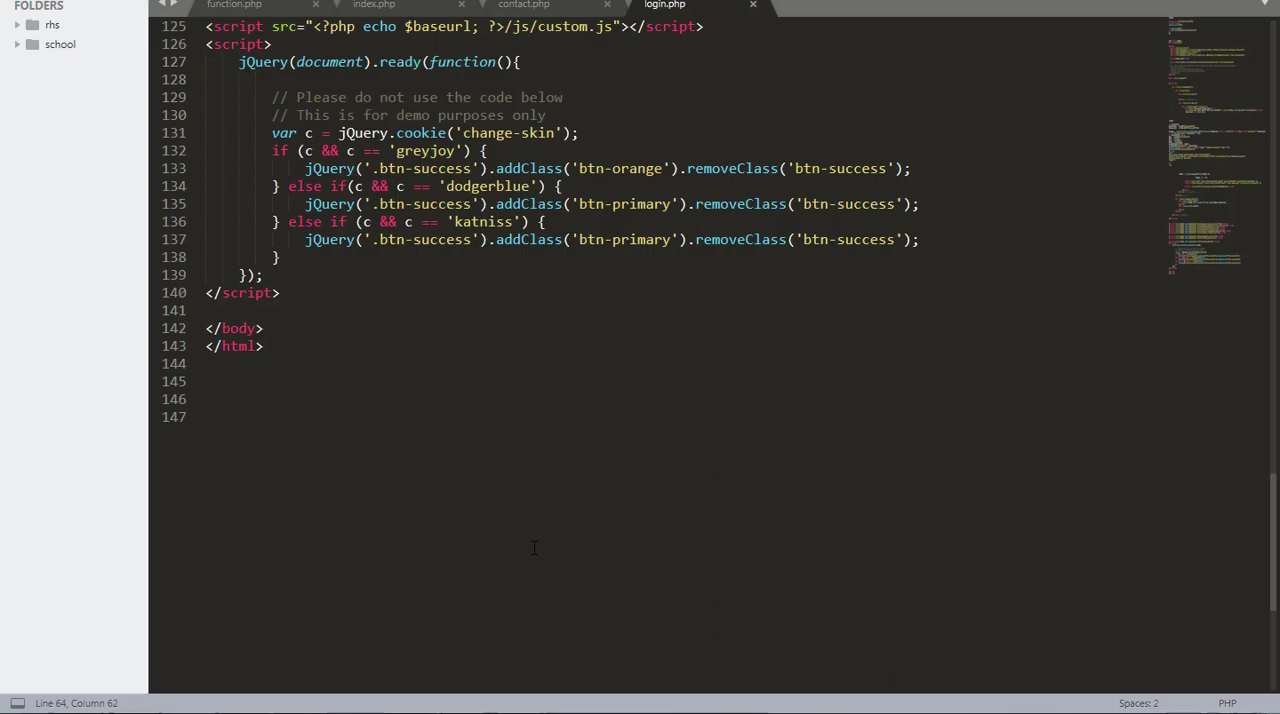 FOLDERS
rhs
school
function.php
index.php
contact.php
login.php
125 <script src="<?php echo $baseurl; ?>/js/custom.js"></script>
126 <script>
127 jQuery(document).ready(function(){
128
129 // Please do not use the code below
130 // This is for demo purposes only
131 var c = jQuery.cookie('change-skin');
132 if (c && c == 'greyjoy') {
133 jQuery('.btn-success').addClass('btn-orange').removeClass('btn-success');
134 } else if(c && c == 'dodgerblue') {
135 jQuery('.btn-success').addClass('btn-primary').removeClass('btn-success');
136 } else if (c && c == 'katniss') {
137 jQuery('.btn-success').addClass('btn-primary').removeClass('btn-success');
138 }
139 });
140 </script>
141
142 </body>
143 </html>
144
145
146
147
Line 64, Column 62
Spaces: 2
PHP